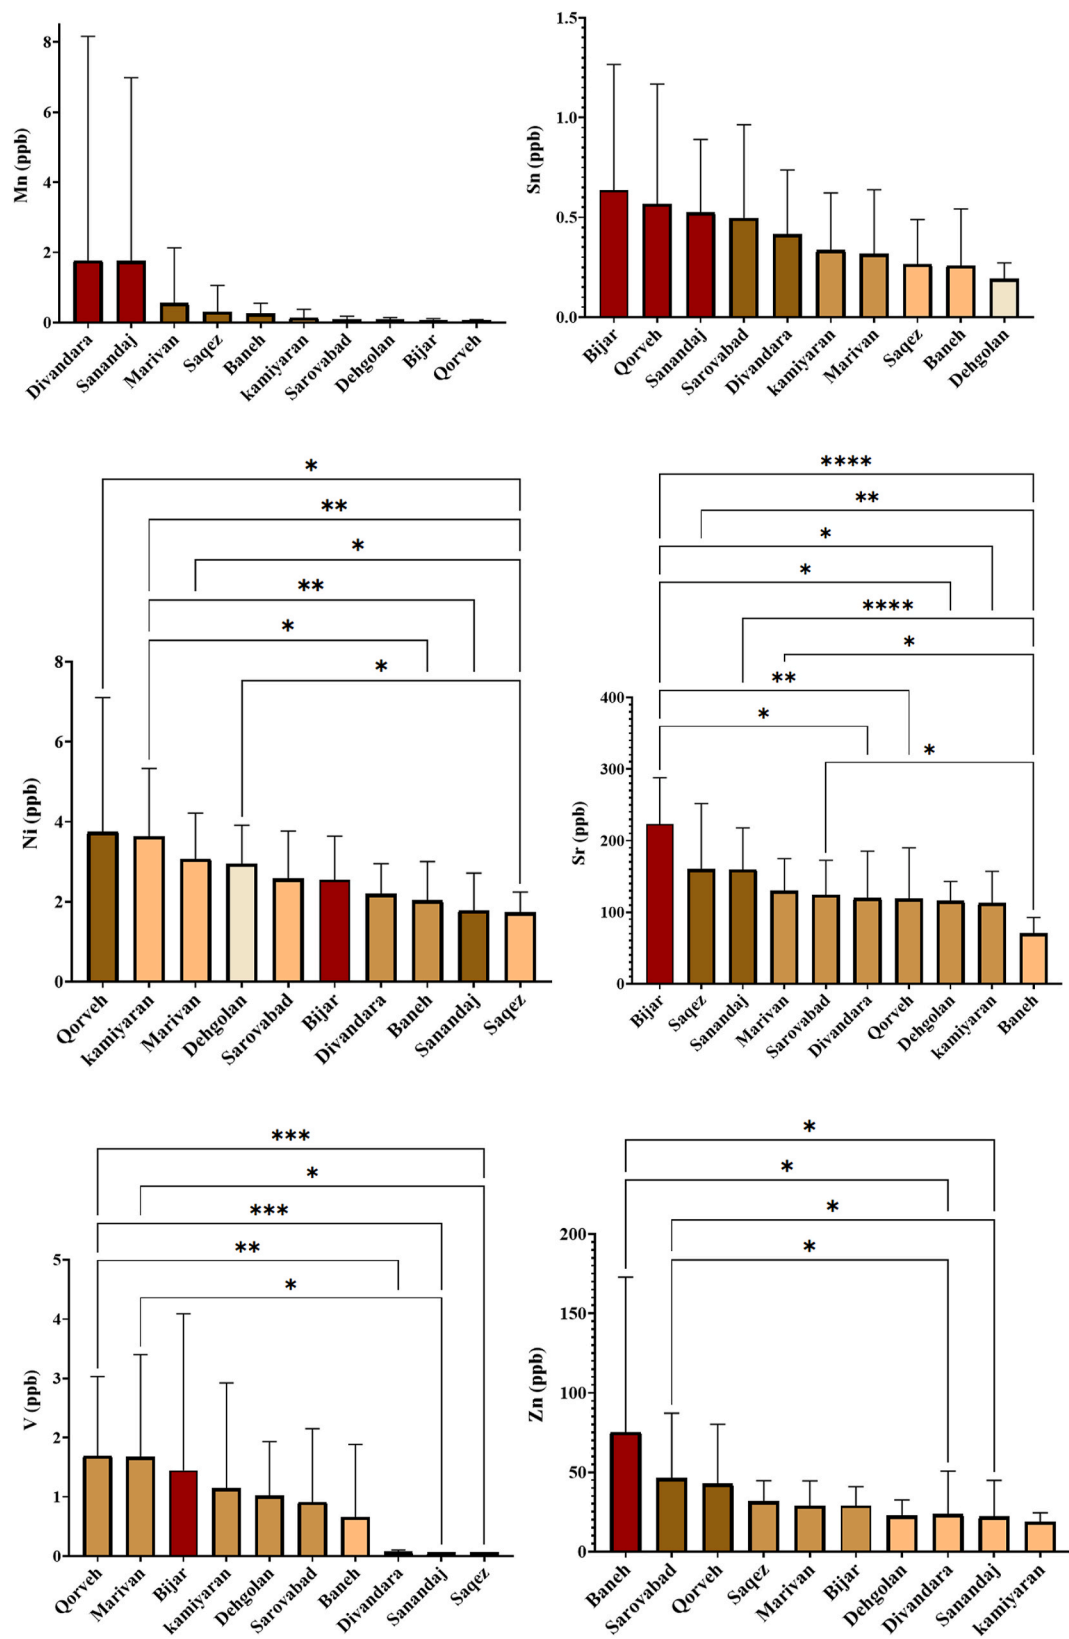 Mn (ppb)
8
6
4
2
0
Divandara
Sanandaj
Marivan
Saqez
Baneh
kamiyaran
Sarovabad
Dehgolan
Bijar
Qorveh
Sn (ppb)
1.5
1.0
0.5
0.0
Bijar
Qorveh
Sanandaj
Sarovabad
Divandara
kamiyaran
Marivan
Saqez
Baneh
Dehgolan
*
**
*
**
*
*
Ni (ppb)
8
6
4
2
0
Qorveh
kamiyaran
Marivan
Dehgolan
Sarovabad
Bijar
Divandara
Baneh
Sanandaj
Saqez
****
**
*
*
****
*
**
*
*
Sr (ppb)
400
300
200
100
0
Bijar
Saqez
Sanandaj
Marivan
Sarovabad
Divandara
Qorveh
Dehgolan
kamiyaran
Baneh
***
*
***
**
*
V (ppb)
5
4
3
2
1
0
Qorveh
Marivan
Bijar
kamiyaran
Dehgolan
Sarovabad
Baneh
Divandara
Sanandaj
Saqez
*
*
*
*
Zn (ppb)
200
150
100
50
0
Baneh
Sarovabad
Qorveh
Saqez
Marivan
Bijar
Dehgolan
Divandara
Sanandaj
kamiyaran